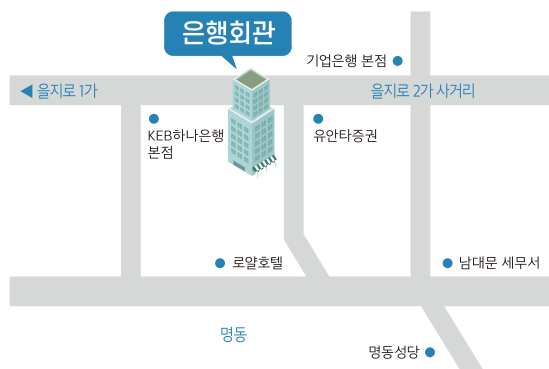 은행회관
기업은행 본점
◀ 을지로 1가
을지로 2가 사거리
KEB하나은행
본점
유안타증권
로얄호텔
남대문 세무서
명동
명동성당